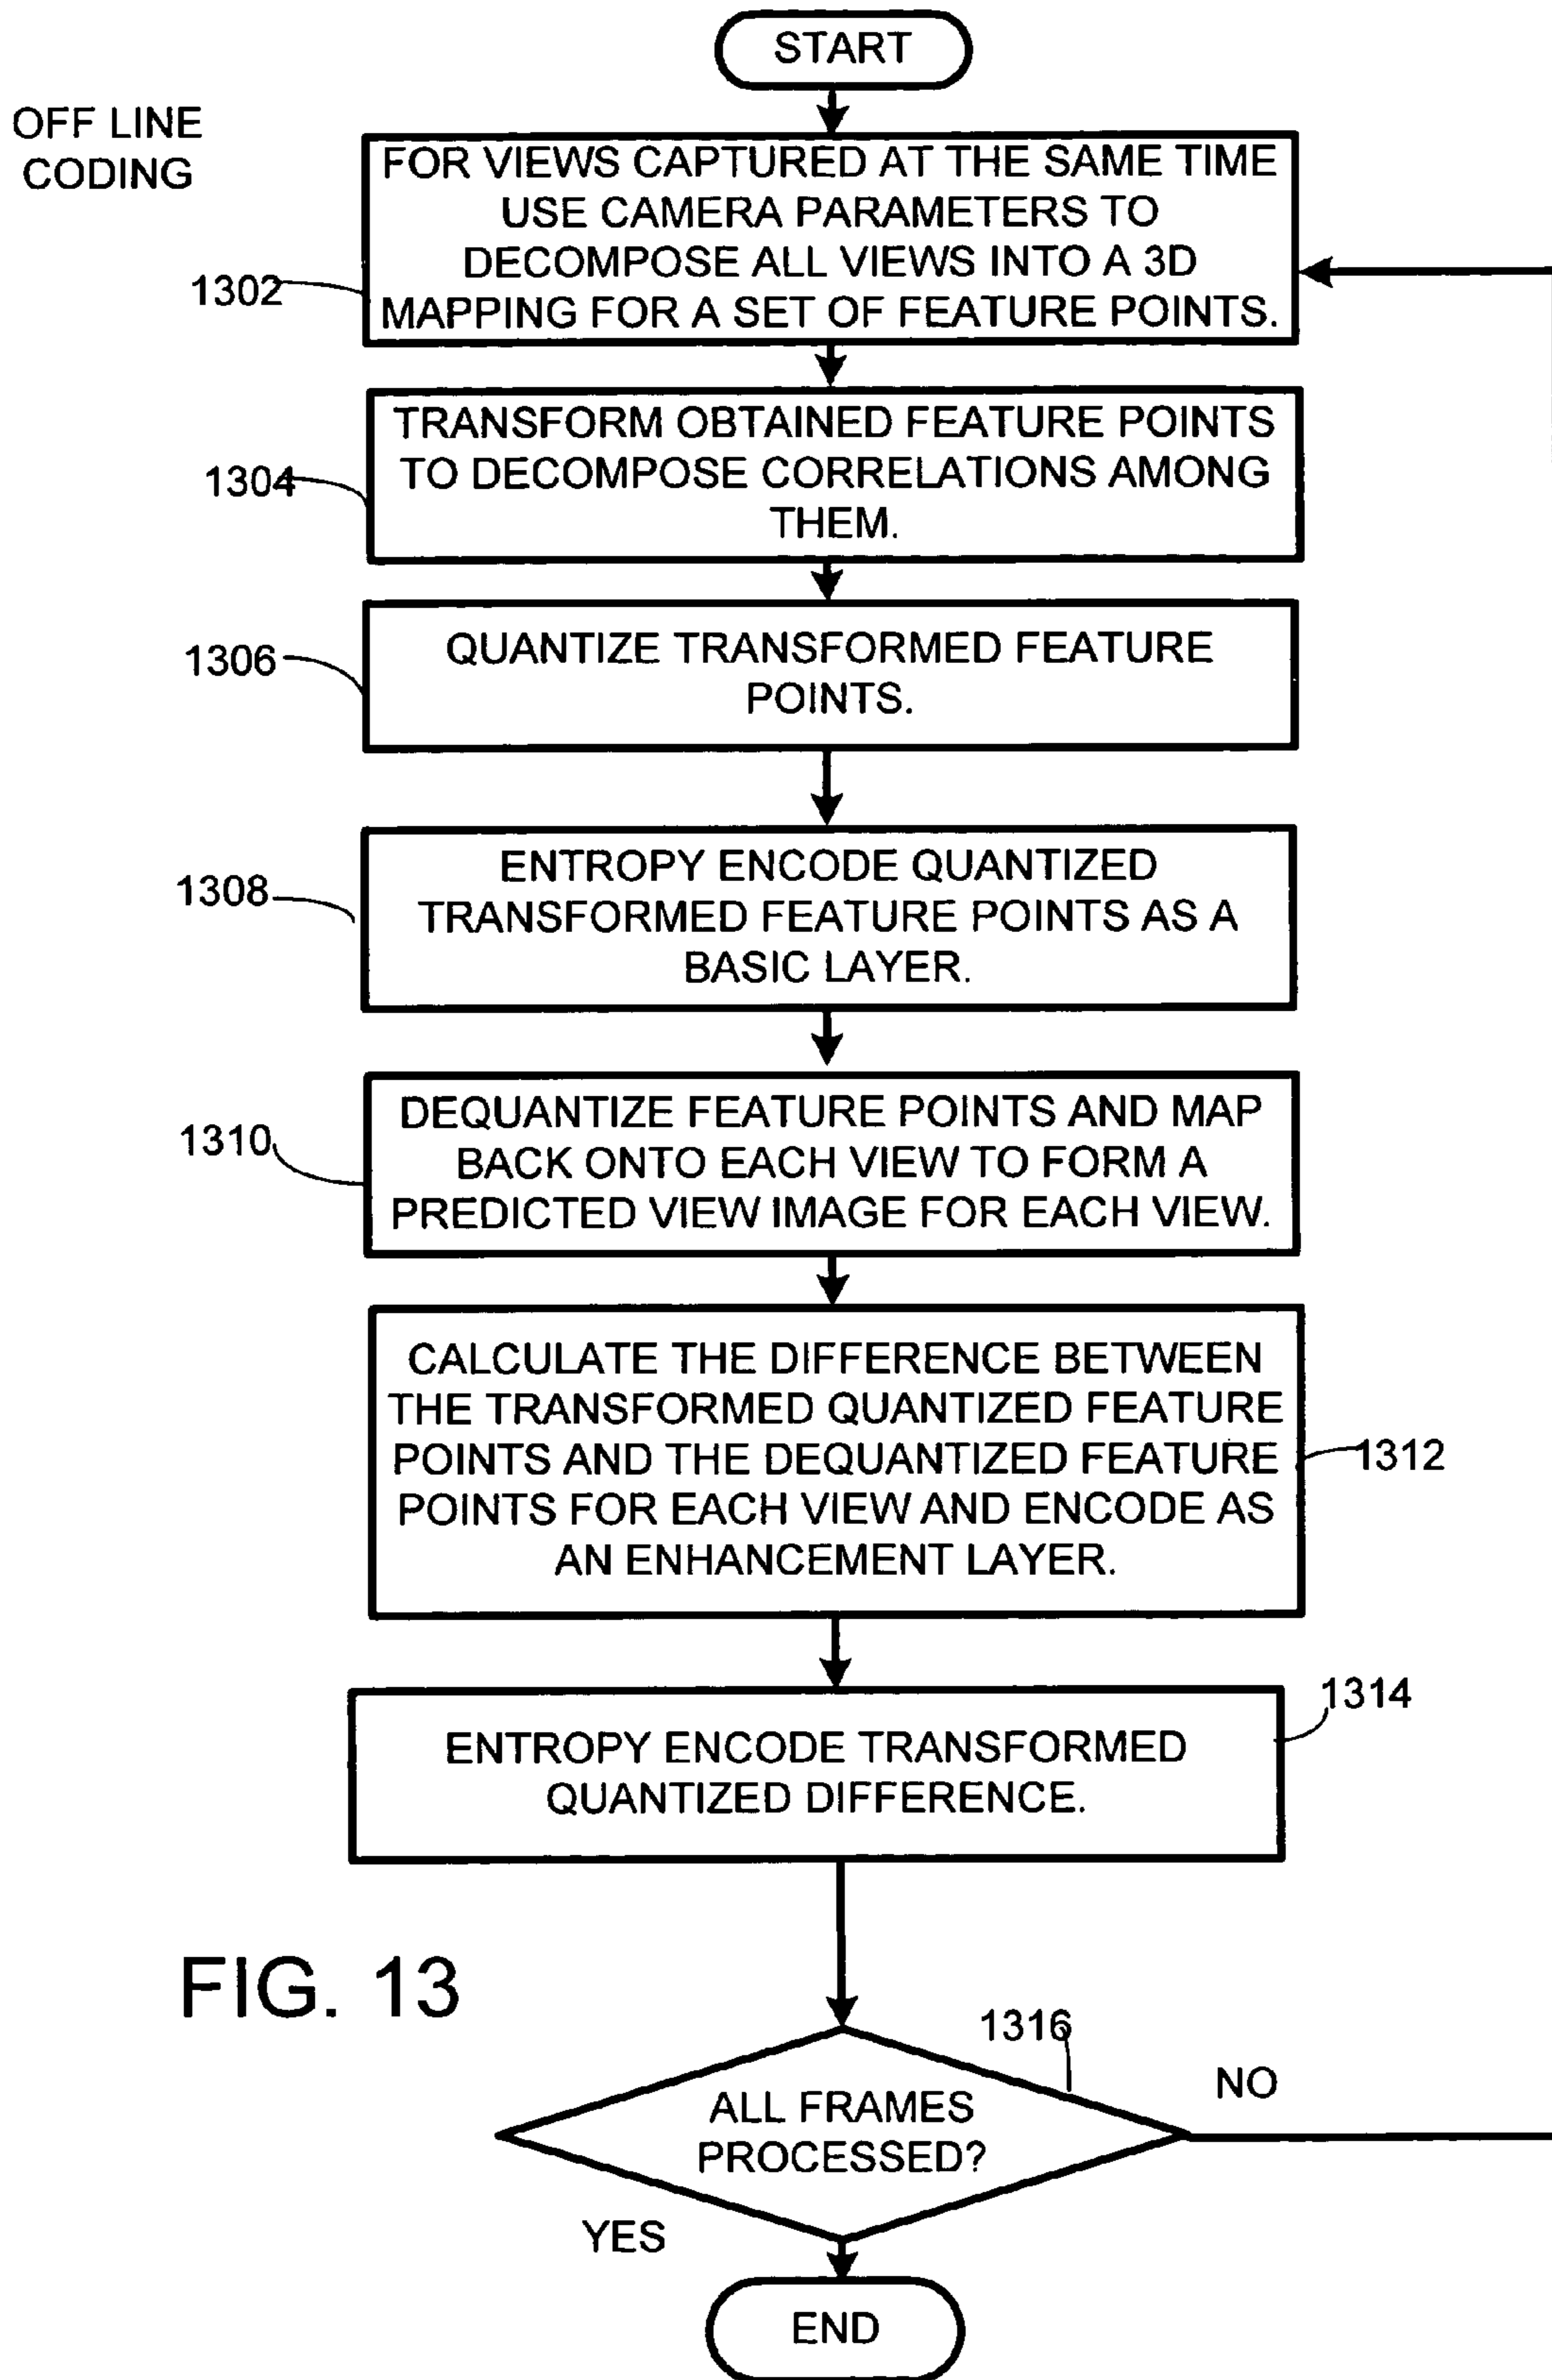 START
OFF LINE
CODING
FOR VIEWS CAPTURED AT THE SAME TIME
USE CAMERA PARAMETERS TO
DECOMPOSE ALL VIEWS INTO A 3D
MAPPING FOR A SET OF FEATURE POINTS.
1302
TRANSFORM OBTAINED FEATURE POINTS
TO DECOMPOSE CORRELATIONS AMONG
THEM.
1304
QUANTIZE TRANSFORMED FEATURE
POINTS.
1306
ENTROPY ENCODE QUANTIZED
TRANSFORMED FEATURE POINTS AS A
BASIC LAYER.
1308
DEQUANTIZE FEATURE POINTS AND MAP
BACK ONTO EACH VIEW TO FORM A
PREDICTED VIEW IMAGE FOR EACH VIEW.
1310
CALCULATE THE DIFFERENCE BETWEEN
THE TRANSFORMED QUANTIZED FEATURE
POINTS AND THE DEQUANTIZED FEATURE
POINTS FOR EACH VIEW AND ENCODE AS
AN ENHANCEMENT LAYER.
1312
ENTROPY ENCODE TRANSFORMED
QUANTIZED DIFFERENCE.
1314
FIG. 13
1316
ALL FRAMES
PROCESSED?
NO
YES
END